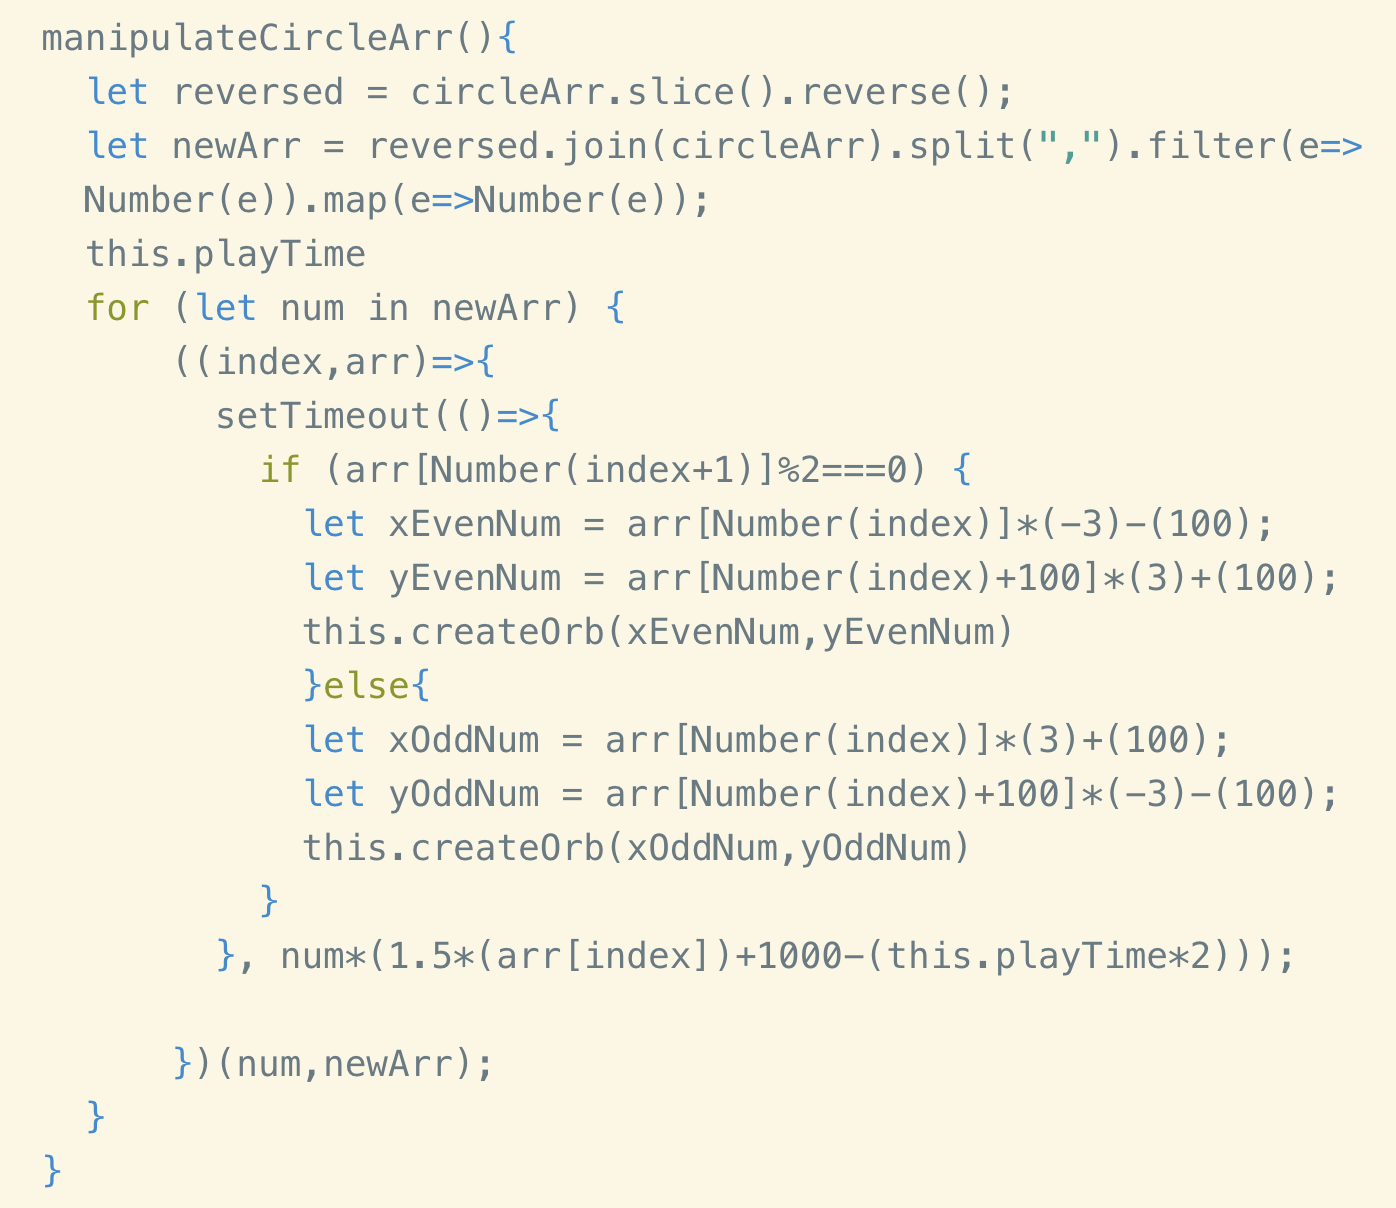 manipulateCircleArr(){
let reversed = circleArr.slice().reverse();
let newArr = reversed.join(circleArr).split(",").filter(e=>
Number(e)).map(e=>Number(e));
this.playTime
for (let num in newArr) {
((index,arr)=>{
setTimeout(()=>{
if (arr[Number(index+1)]%2===0) {
let xEvenNum = arr[Number(index)]*(-3)-(100);
let yEvenNum = arr[Number(index)+100]*(3)+(100);
this.createOrb(xEvenNum,yEvenNum)
}else{
let xOddNum = arr[Number(index)]*(3)+(100);
let yOddNum = arr[Number(index)+100]*(-3)-(100);
this.createOrb(xOddNum,yOddNum)
}
}, num*(1.5*(arr[index])+1000-(this.playTime*2)));
})(num,newArr);
}
}